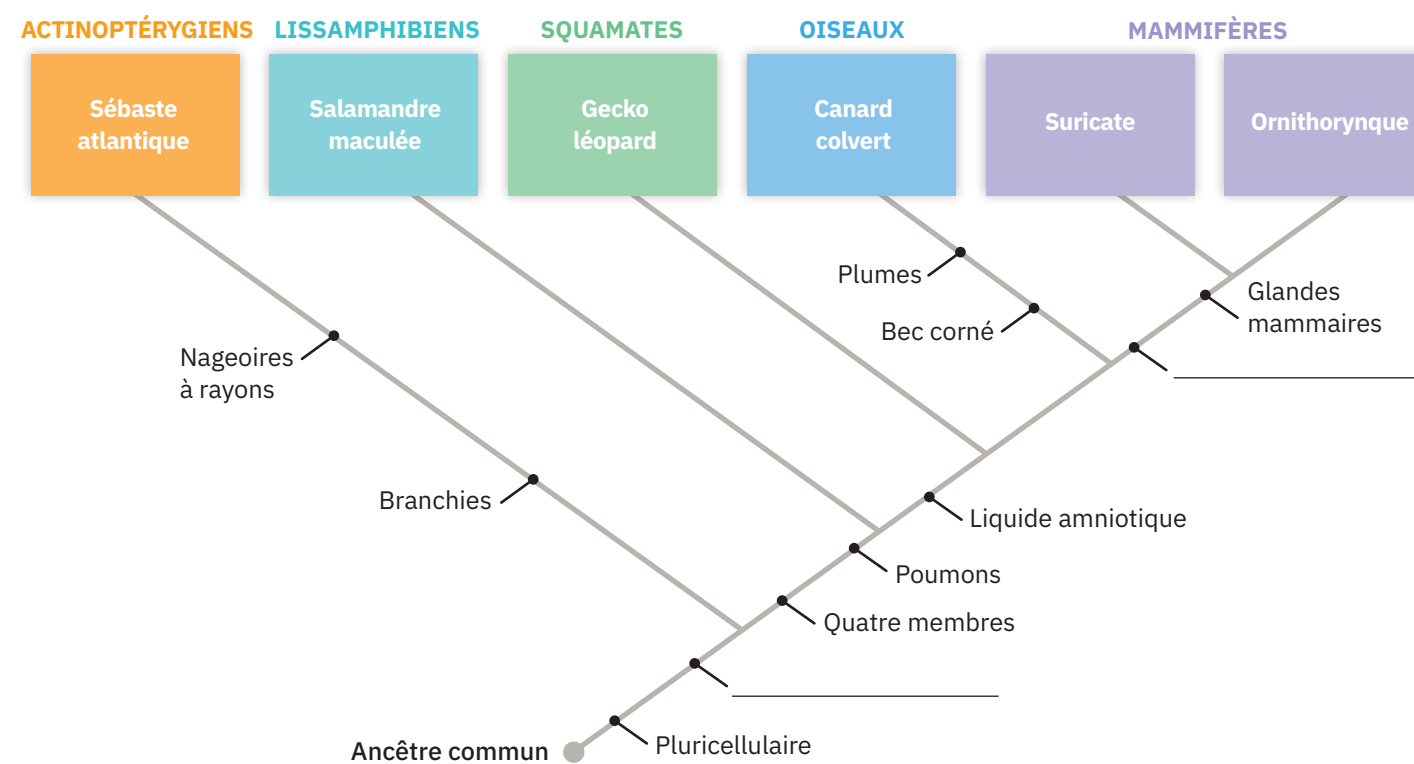 ACTINOPTÉRYGIENS
LISSAMPHIBIENS
SQUAMATES
OISEAUX
MAMMIFÈRES
Sébaste
atlantique
Salamandre
maculée
Gecko
léopard
Canard
colvert
Suricate
Ornithorynque
Plumes
Bec corné
Glandes
mammaires
Nageoires
à rayons
Branchies
Liquide amniotique
Poumons
Quatre membres
Pluricellulaire
Ancêtre commun